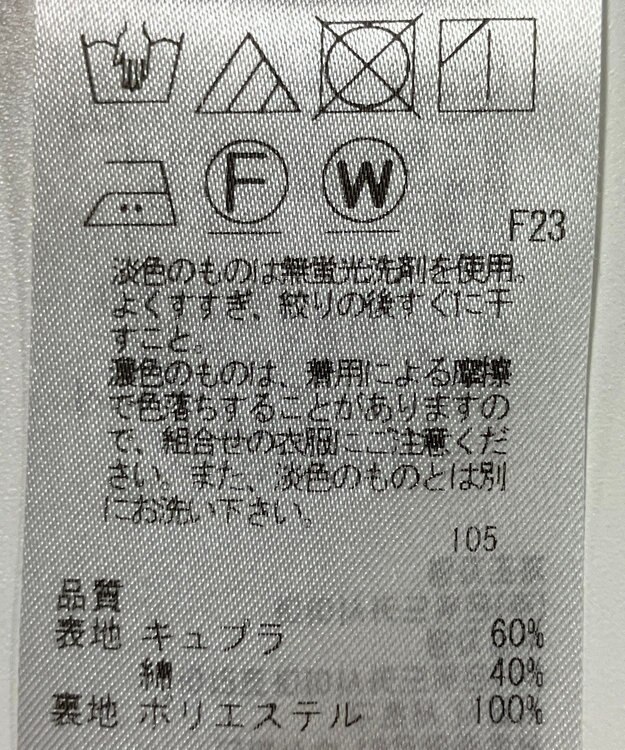 F W
F23
淡色のものは無蛍光洗剤を使用。
よくすすぎ、絞りの後すぐに干
すこと。
濃色のものは、着用による摩擦
で色落ちすることがありますの
で、組合せの衣服にご注意くだ
さい。また、淡色のものとは別
にお洗い下さい。
105
品質
表地 キュプラ 60%
綿 40%
裏地 ポリエステル 100%